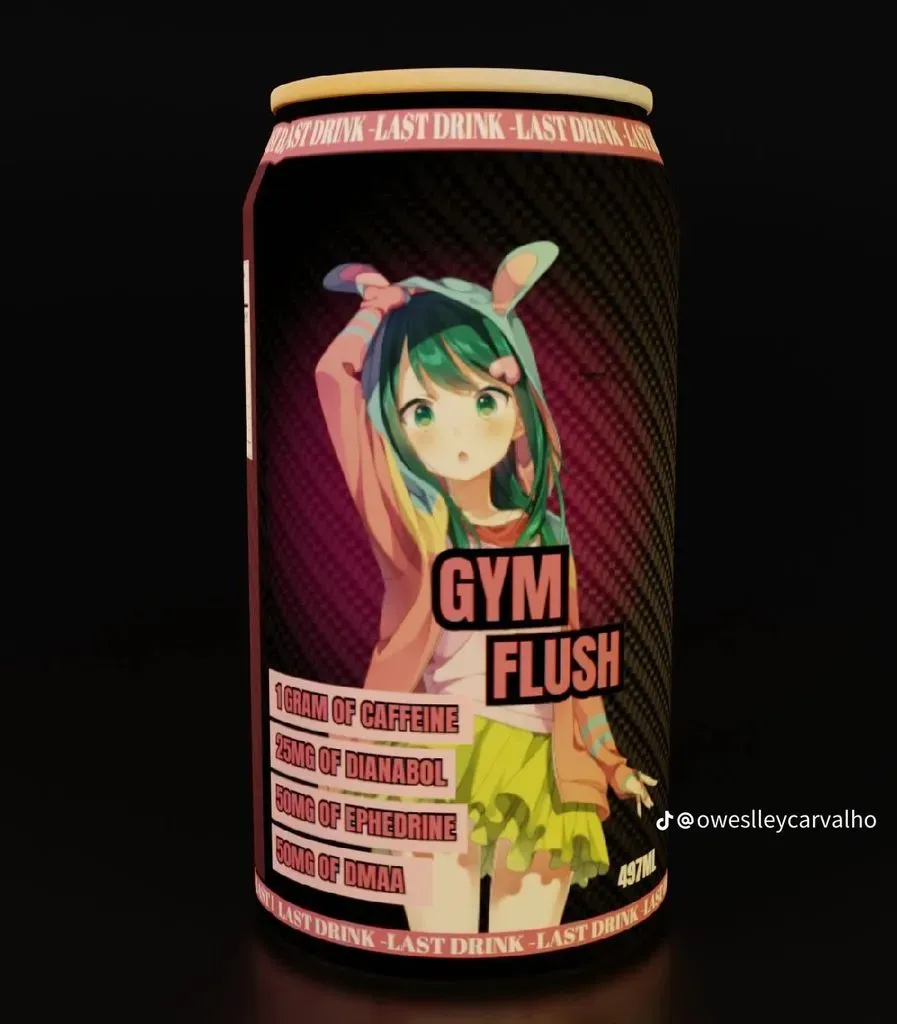 LAST DRINK -LAST DRINK -LAST DRINK -LAST
GYM
FLUSH
1 GRAM OF CAFFEINE
25MG OF DIANABOL
50MG OF EPHEDRINE
50MG OF DMAA
@oweslleycarvalho
497ML
LAST DRINK -LAST DRINK -LAST DRINK -LAST